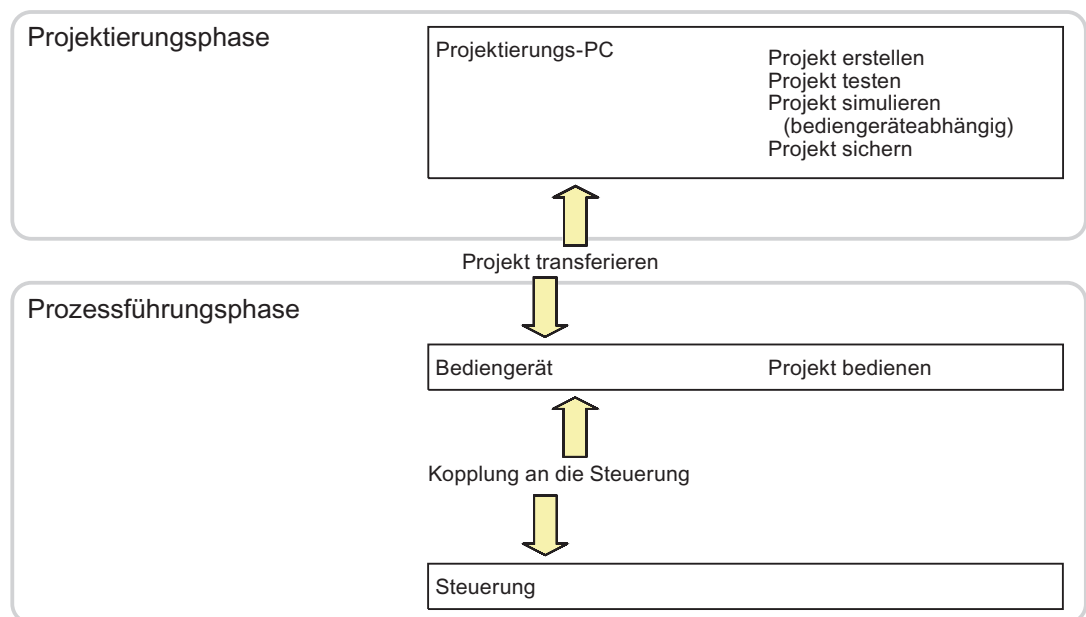 Projektierungsphase
Projektierungs-PC
Projekt erstellen
Projekt testen
Projekt simulieren
(bediengeräteabhängig)
Projekt sichern
Projekt transferieren
Prozessführungsphase
Bediengerät
Projekt bedienen
Kopplung an die Steuerung
Steuerung